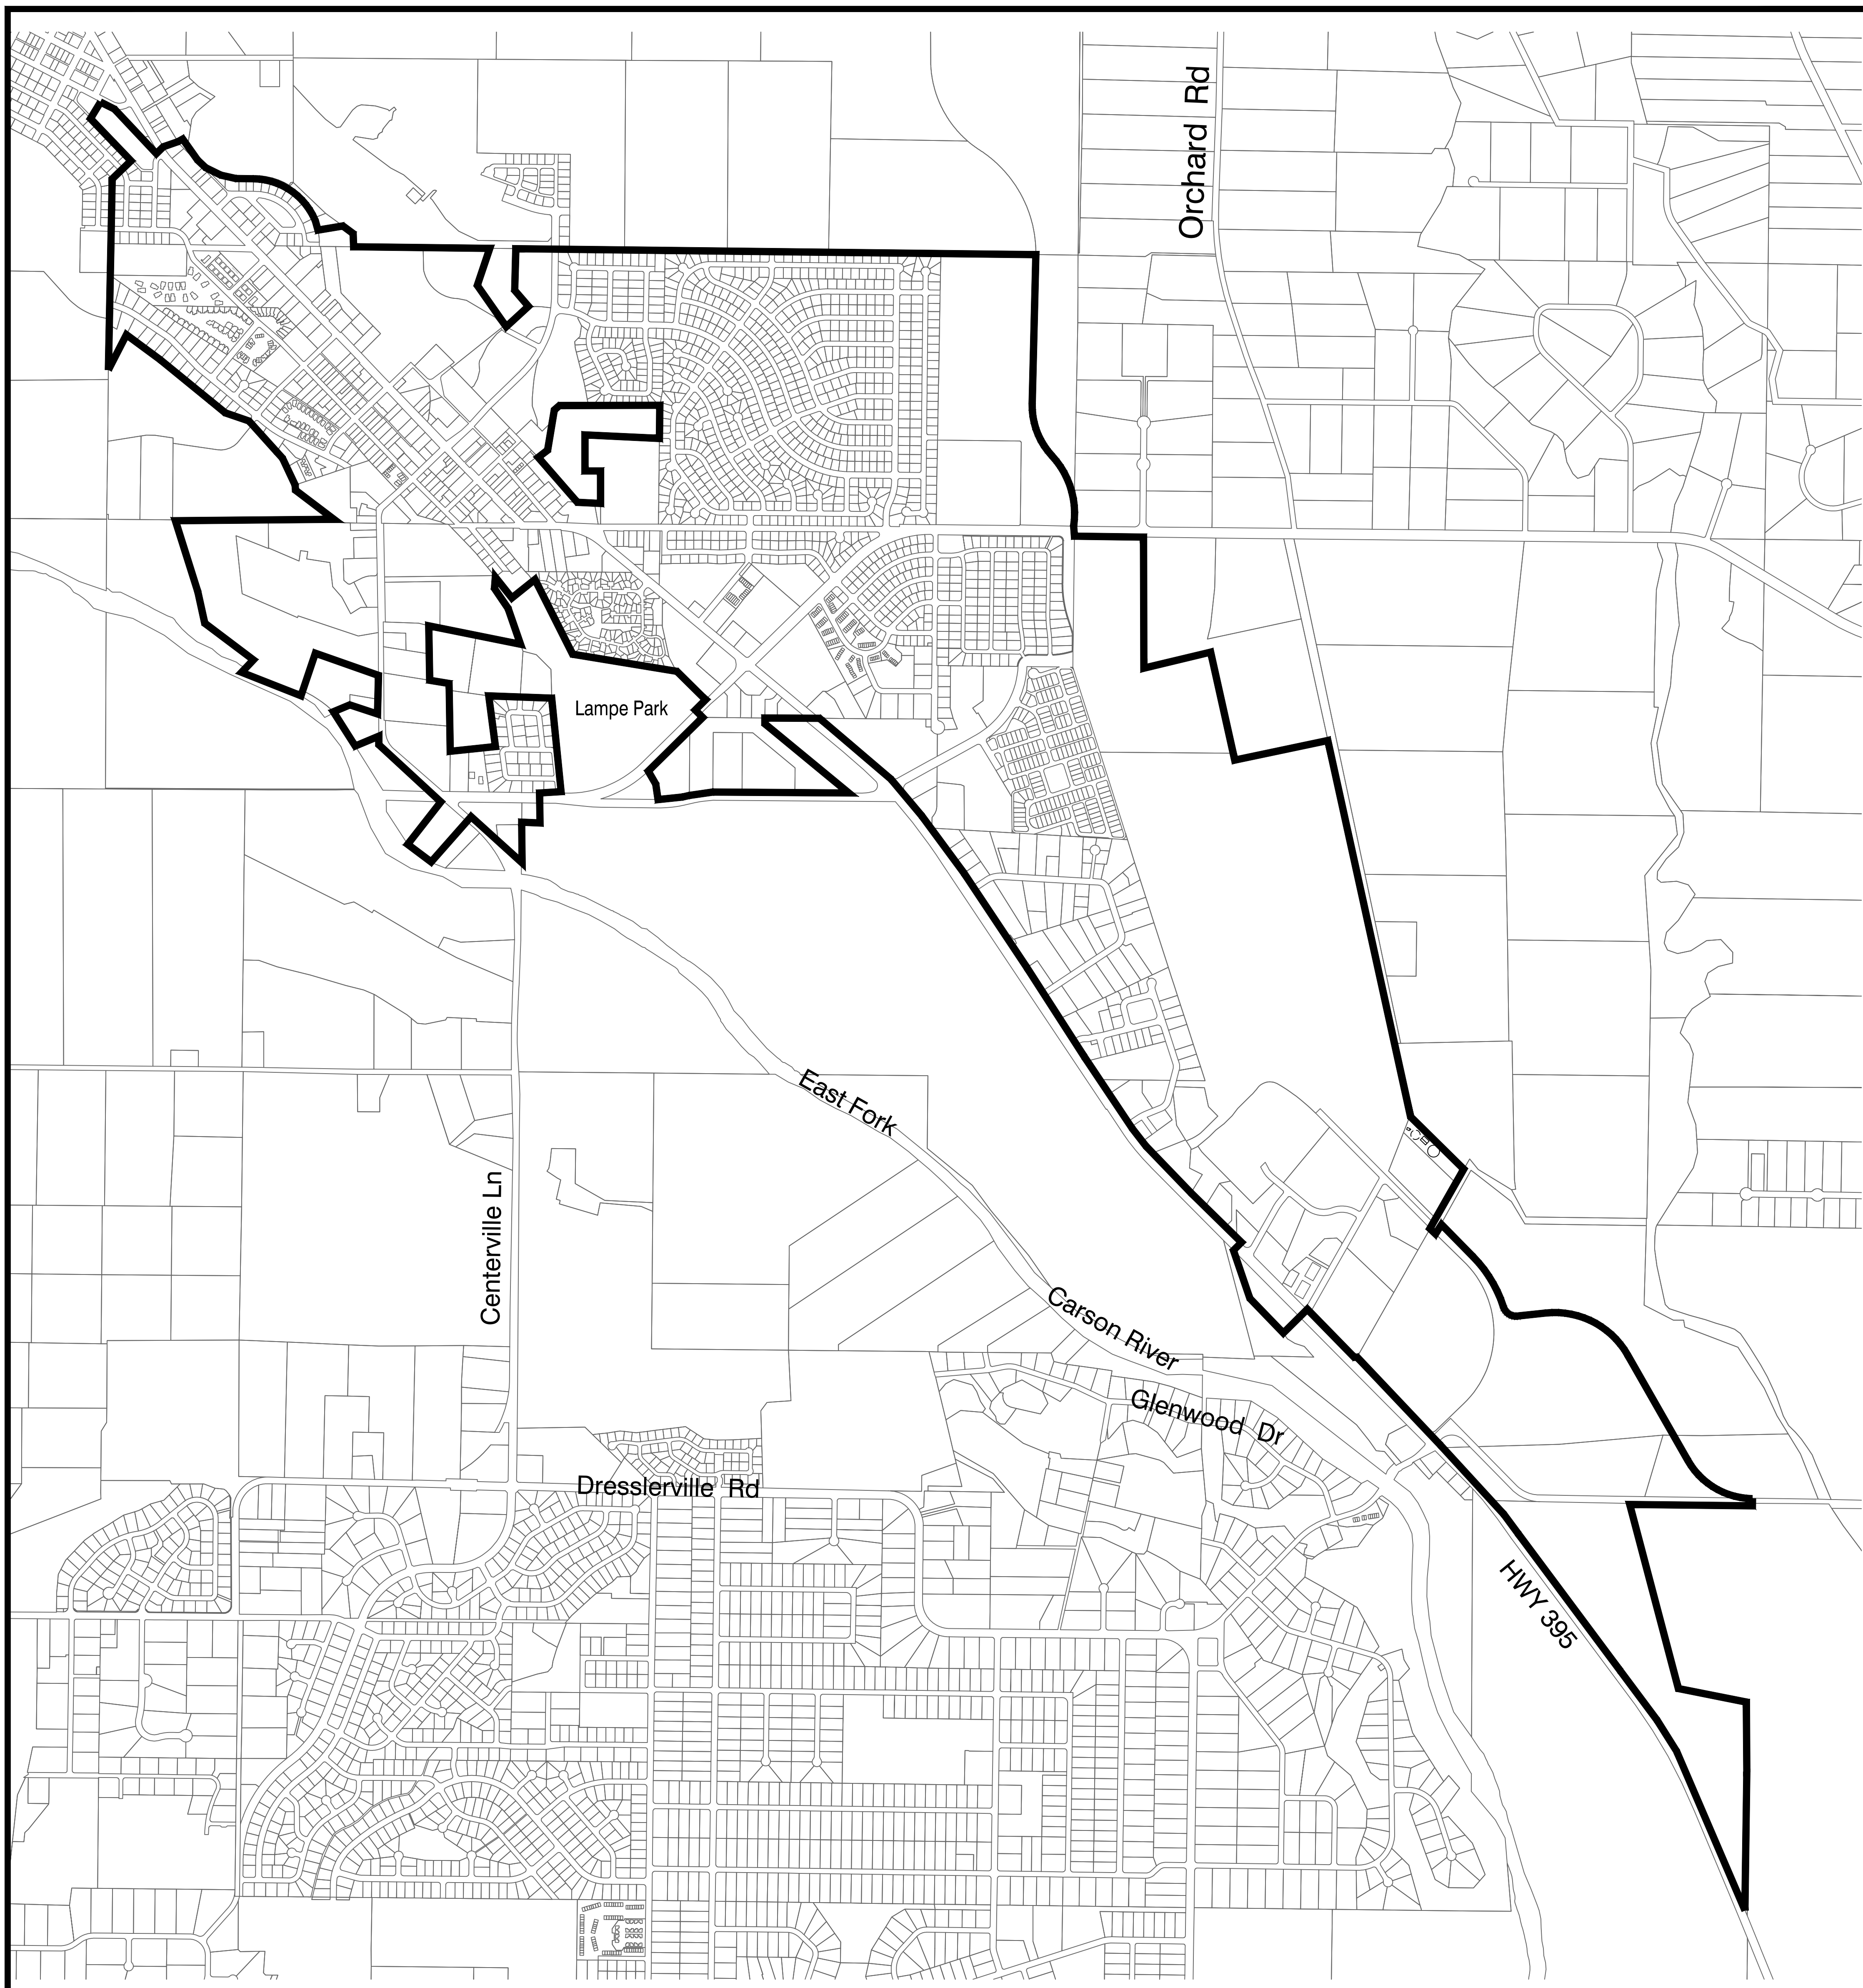 Orchard Rd
Lampe Park
East Fork
Centerville Ln
Carson River
Glenwood Dr
Dresslerville Rd
HWY 395